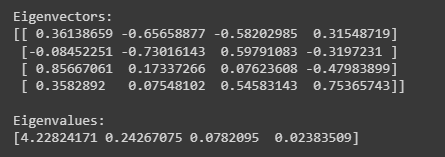 Eigenvectors:
[[ 0.36138659 -0.65658877 -0.58202985  0.31548719]
 [-0.08452251 -0.73016143  0.59791083 -0.3197231 ]
 [ 0.85667061  0.17337266  0.07623608 -0.47983899]
 [ 0.3582892   0.07548102  0.54583143  0.75365743]]

Eigenvalues:
[4.22824171 0.24267075 0.0782095  0.02383509]